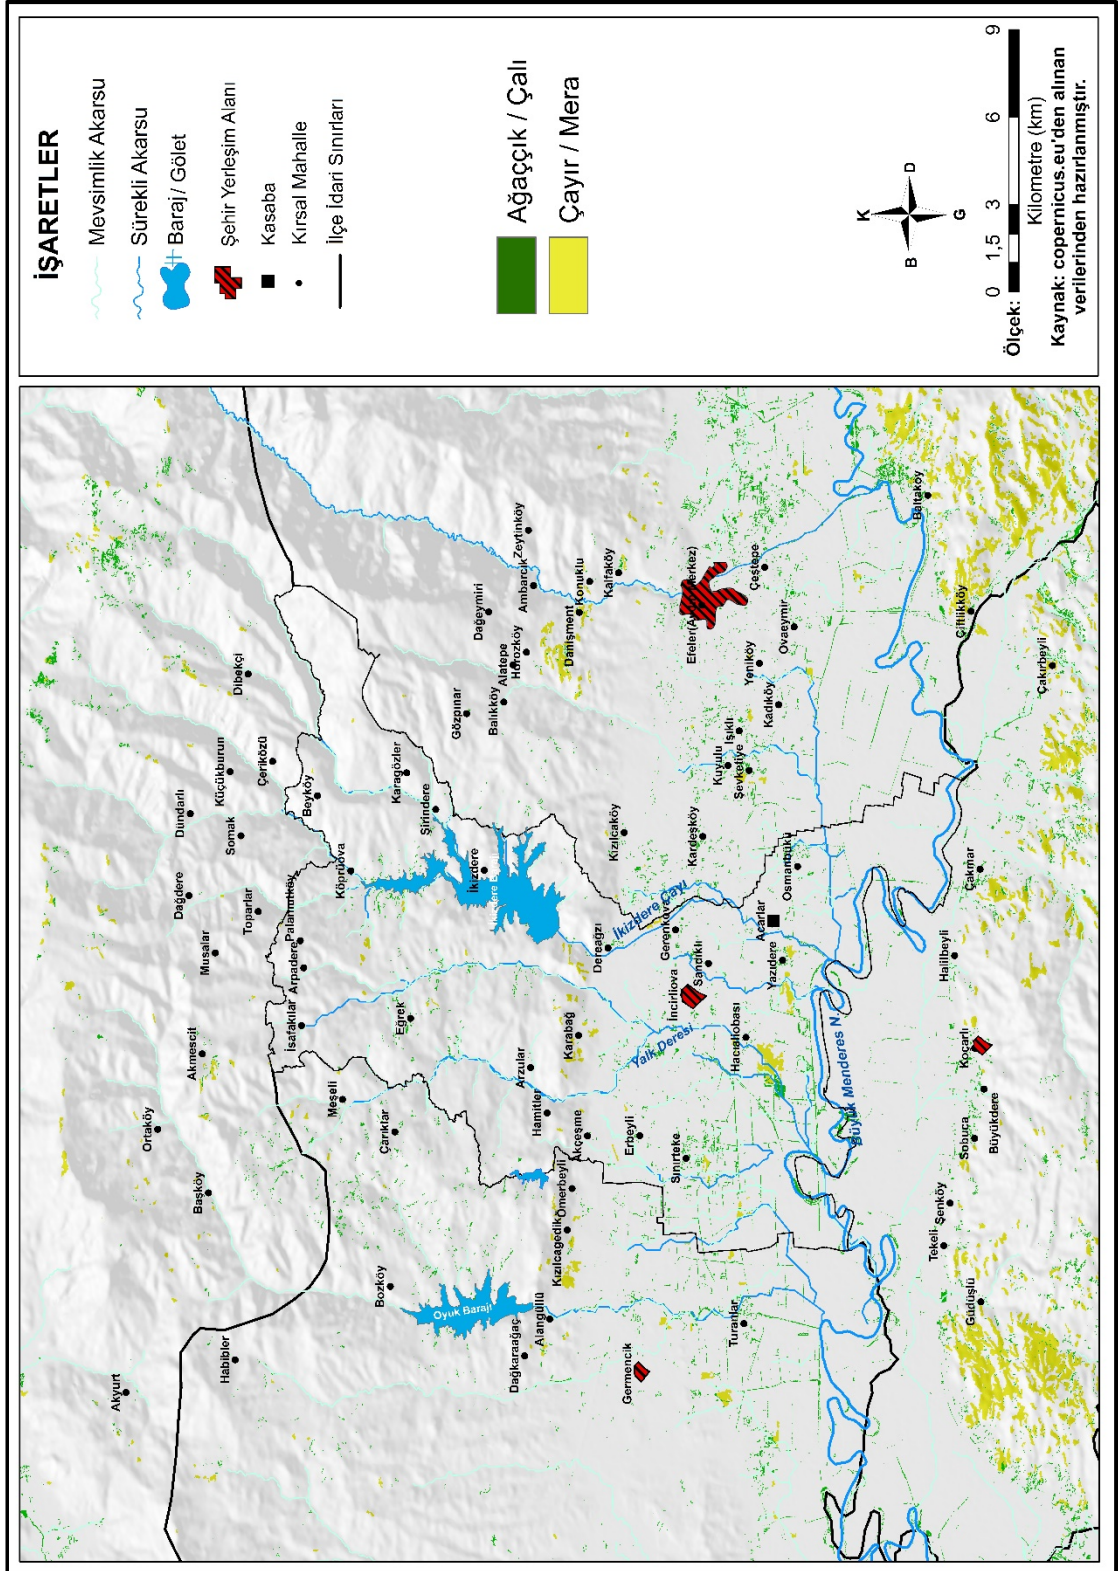 İŞARETLER
Mevsimlik Akarsu
Sürekli Akarsu
Baraj / Gölet
Şehir Yerleşim Alanı
Kasaba
Kırsal Mahalle
İlçe İdari Sınırları
Ağaççık / Çalı
Çayır / Mera
K
B
D
G
0
1,5
3
6
9
Ölçek:
Kilometre (km)
Kaynak: copernicus.eu'den alınan
verilerinden hazırlanmıştır.
Akyurt
Ortaköy
Habibler
Başköy
Akmescit
Musalar
Dağdere
Dündarlı
Toparlar
Somak
Küçükburun
Çeriközü
Dibekçi
İsafakılar
Arpadere
Palamutköy
Beyköy
Köprüova
Meşeli
Bozköy
Çarıklar
Eğrek
Karagözler
Şirindere
İkizdere
Gözpınar
Dağeymiri
Balıkköy
Alatepe
Horozköy
Ambarcık
Zeytinköy
Oyuk Barajı
Dağkaraağaç
Alangüllü
Kızılcagedik
Ömerbeyli
Hamitler
Arzular
Akçeşme
Karabağ
Danişment
Konuklu
Kalfaköy
Dereağzı
İkizdere Çayı
Kızılcaköy
Erbeyli
Germencik
Sınırteke
Yalk Deresi
İncirliova
Gerenkova
Sandıklı
Kardeşköy
Kuyulu
Işıklı
Şevketiye
Yeniköy
Kadıköy
Ovaeymir
Çeştepe
Turanlar
Hacıaliobası
Yazıdere
Acarlar
Osmanbükü
Büyük Menderes N.
Baltaköy
Çiftlikköy
Çakırbeyli
Çakmar
Halilbeyli
Koçarlı
Büyükdere
Sobuca
Şenköy
Tekeli
Güdüşlü